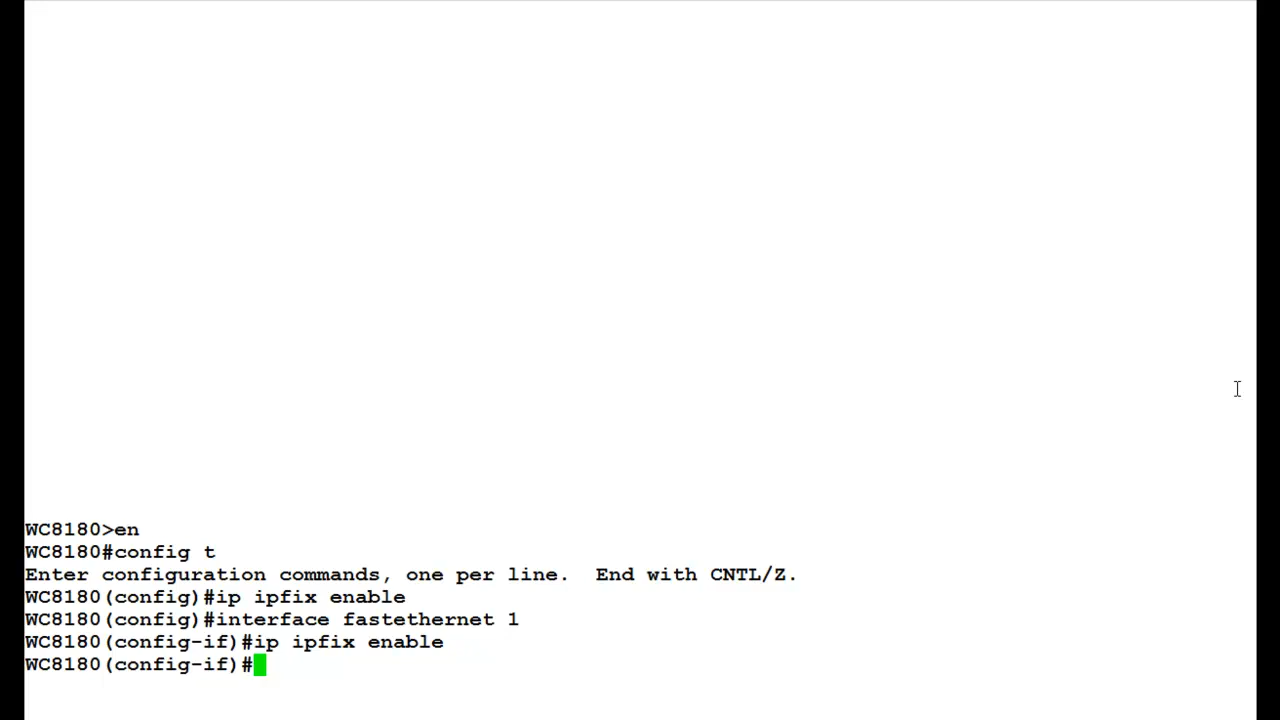 WC8180>en
WC8180#config t
Enter configuration commands, one per line.  End with CNTL/Z.
WC8180(config)#ip ipfix enable
WC8180(config)#interface fastethernet 1
WC8180(config-if)#ip ipfix enable
WC8180(config-if)#